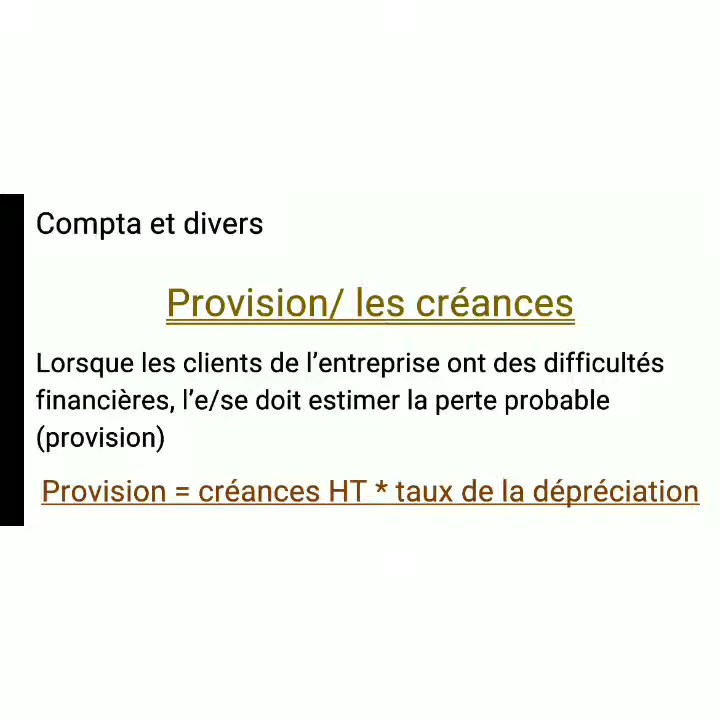 Compta et divers
Provision/ les créances
Lorsque les clients de l’entreprise ont des difficultés
financières, l’e/se doit estimer la perte probable
(provision)
Provision = créances HT * taux de la dépréciation